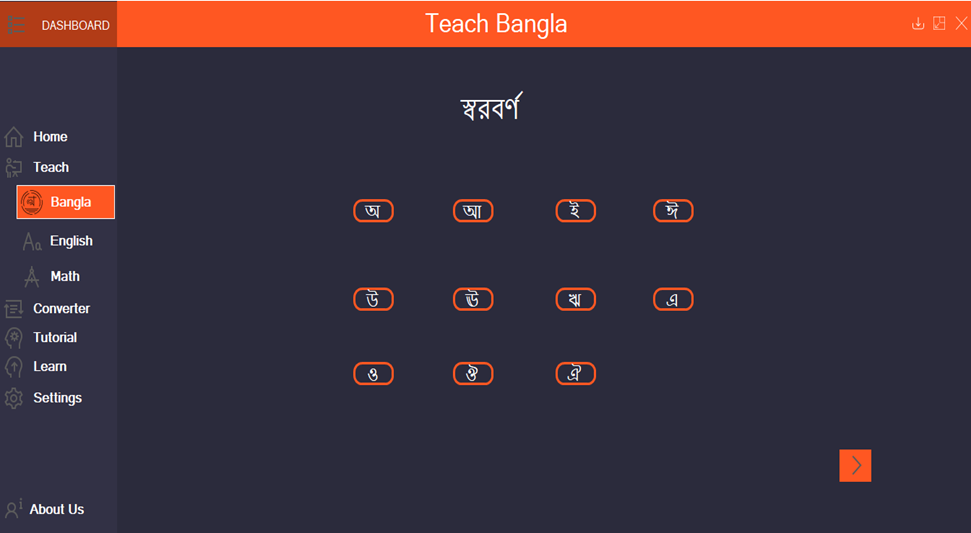 DASHBOARD
Teach Bangla
Home
Teach
Bangla
English
Math
Converter
Tutorial
Learn
Settings
About Us
স্বরবর্ণ
অ আ ই ঈ
উ ঊ ঋ এ
ও ঔ ঐ